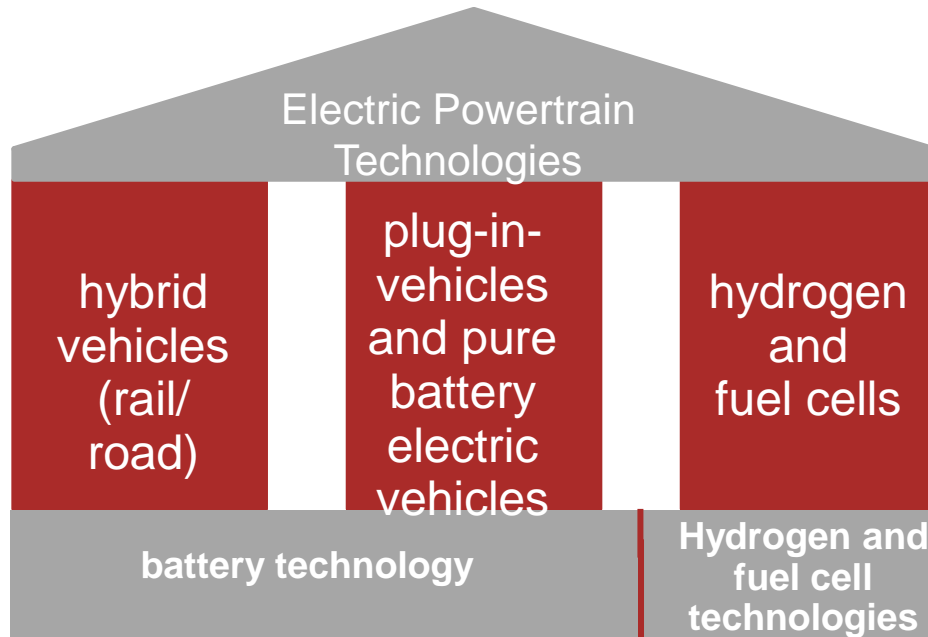 Electric Powertrain
Technologies
hybrid
vehicles
(rail/
road)
plug-in-
vehicles
and pure
battery
electric
vehicles
hydrogen
and
fuel cells
battery technology
Hydrogen and
fuel cell
technologies